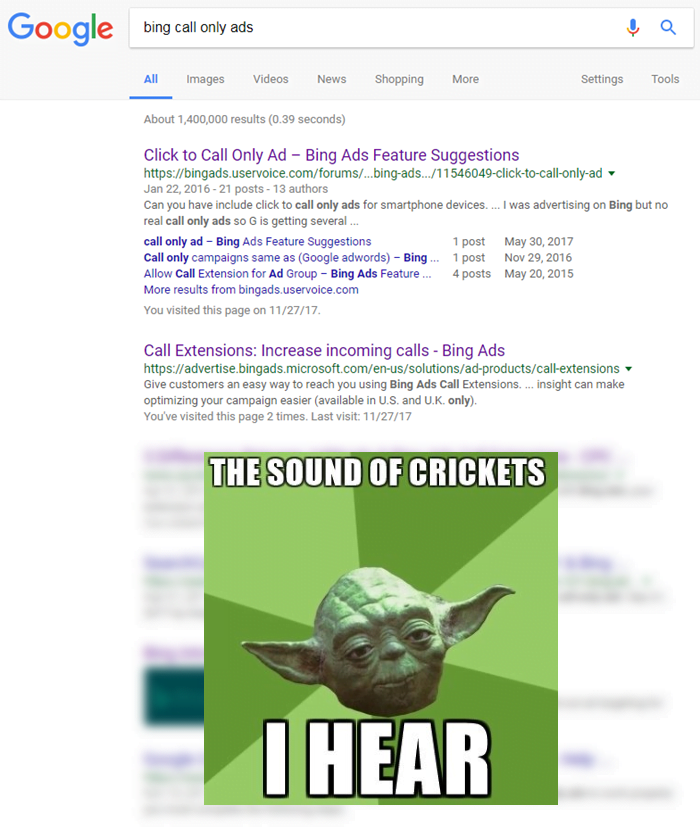 Google
bing call only ads
All Images Videos News Shopping More Settings Tools
About 1,400,000 results (0.39 seconds)
Click to Call Only Ad – Bing Ads Feature Suggestions
https://bingads.uservoice.com/forums/...bing-ads.../11546049-click-to-call-only-ad
Jan 22, 2016 - 21 posts - 13 authors
Can you have include click to call only ads for smartphone devices. ... I was advertising on Bing but no
real call only ads so G is getting several ...
call only ad – Bing Ads Feature Suggestions 1 post May 30, 2017
Call only campaigns same as (Google adwords) – Bing ... 1 post Nov 29, 2016
Allow Call Extension for Ad Group – Bing Ads Feature ... 4 posts May 20, 2015
More results from bingads.uservoice.com
You visited this page on 11/27/17.
Call Extensions: Increase incoming calls - Bing Ads
https://advertise.bingads.microsoft.com/en-us/solutions/ad-products/call-extensions
Give customers an easy way to reach you using Bing Ads Call Extensions. ... insight can make
optimizing your campaign easier (available in U.S. and U.K. only).
You've visited this page 2 times. Last visit: 11/27/17
THE SOUND OF CRICKETS
I HEAR